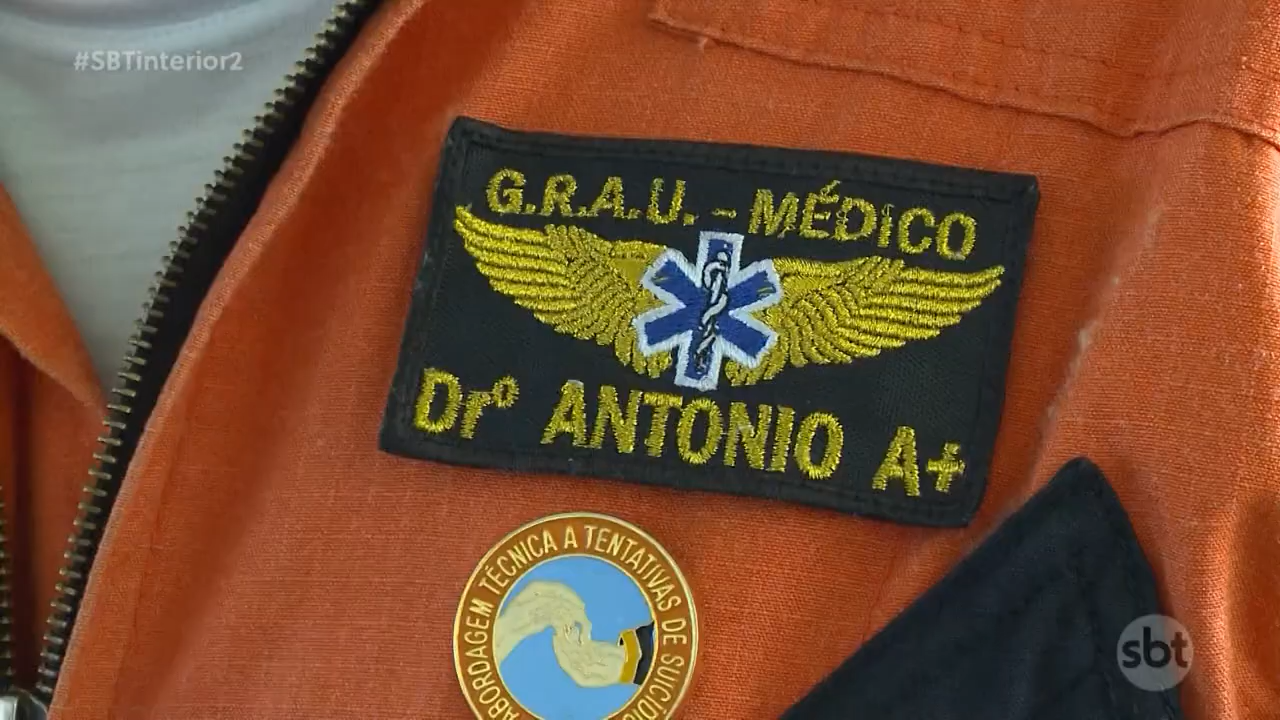 #SBTinterior2
G.R.A.U. - MÉDiCO
Drº ANTONIO A+
ABORDAGEM TÉCNICA A TENTATIVAS DE SUICÍDIO
sbt